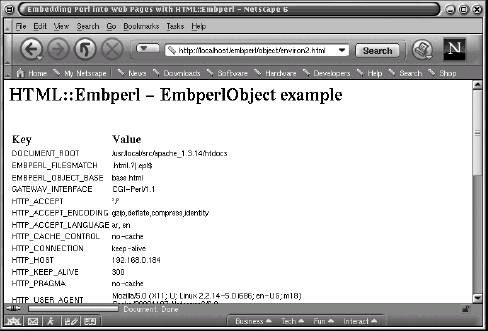 Embedding Perl into Web Pages with HTML::Embperl - Netscape 6
File Edit View Search Go Bookmarks Tasks Help
http://localhost/embperl/object/environ2.html Search N
Home My Netscape News Downloads Software Hardware Developers Help Search Shop
HTML::Embperl - EmbperlObject example
Key Value
DOCUMENT_ROOT /usr/local/src/apache_1.3.14/htdocs
EMBPERL_FILESMATCH .html.?|.epl$
EMBPERL_OBJECT_BASE base.html
GATEWAY_INTERFACE CGI-Perl/1.1
HTTP_ACCEPT */*
HTTP_ACCEPT_ENCODING gzip,deflate,compress,identity
HTTP_ACCEPT_LANGUAGE ar, en
HTTP_CACHE_CONTROL no-cache
HTTP_CONNECTION keep-alive
HTTP_HOST 192.168.0.184
HTTP_KEEP_ALIVE 300
HTTP_PRAGMA no-cache
HTTP_USER_AGENT Mozilla/5.0 (X11; U; Linux 2.2.14-5.0 i686; en-US; m18)
Document: Done
Business Tech Fun Interact